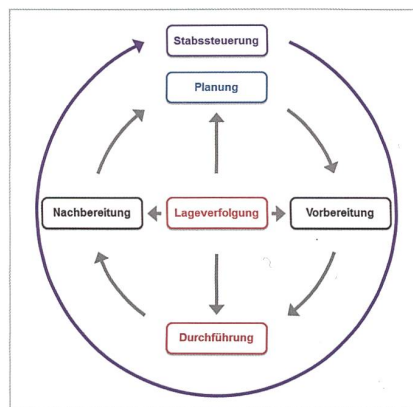 Stabssteuerung
Planung
Nachbereitung
Lageverfolgung
Vorbereitung
Durchführung